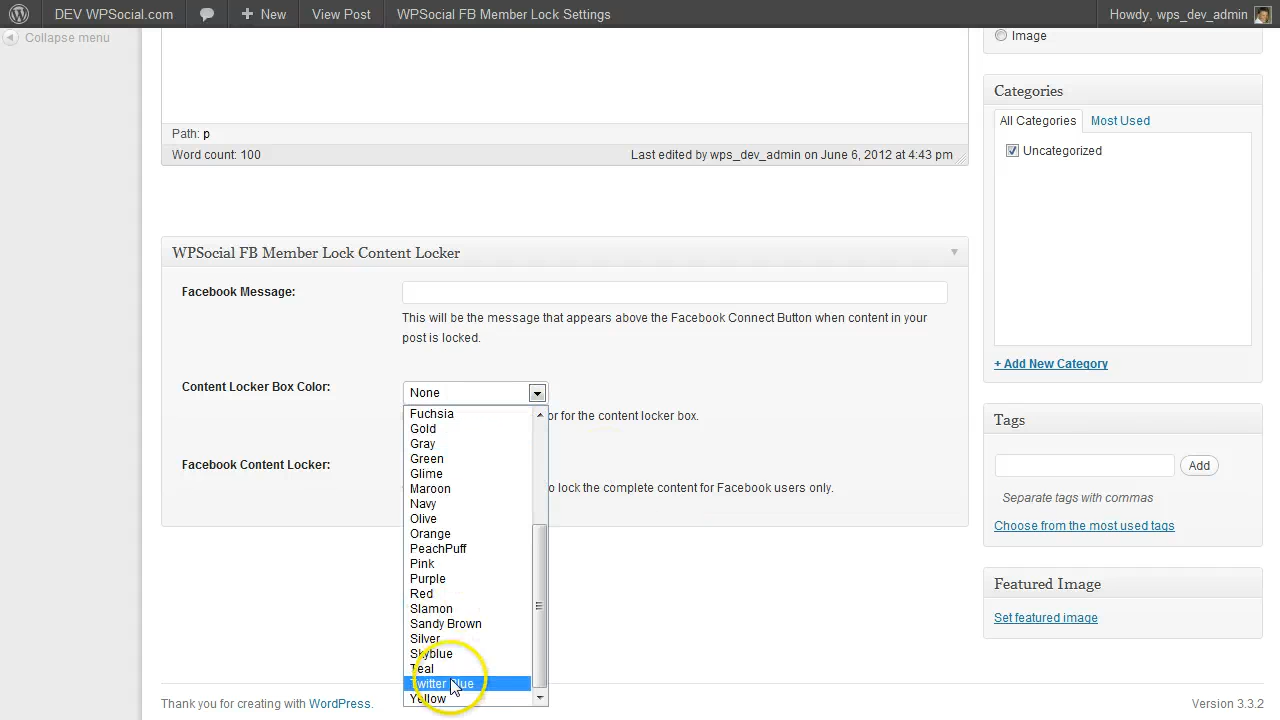 DEV WPSocial.com
New
View Post
WPSocial FB Member Lock Settings
Howdy, wps_dev_admin
Collapse menu
Image
Categories
All Categories
Most Used
Uncategorized
+ Add New Category
Path: p
Word count: 100
Last edited by wps_dev_admin on June 6, 2012 at 4:43 pm
WPSocial FB Member Lock Content Locker
Facebook Message:
This will be the message that appears above the Facebook Connect Button when content in your
post is locked.
Content Locker Box Color:
None
or for the content locker box.
Facebook Content Locker:
o lock the complete content for Facebook users only.
Fuchsia
Gold
Gray
Green
Glime
Maroon
Navy
Olive
Orange
PeachPuff
Pink
Purple
Red
Slamon
Sandy Brown
Silver
Skyblue
Teal
Twitter Blue
Yellow
Tags
Add
Separate tags with commas
Choose from the most used tags
Featured Image
Set featured image
Thank you for creating with WordPress.
Version 3.3.2